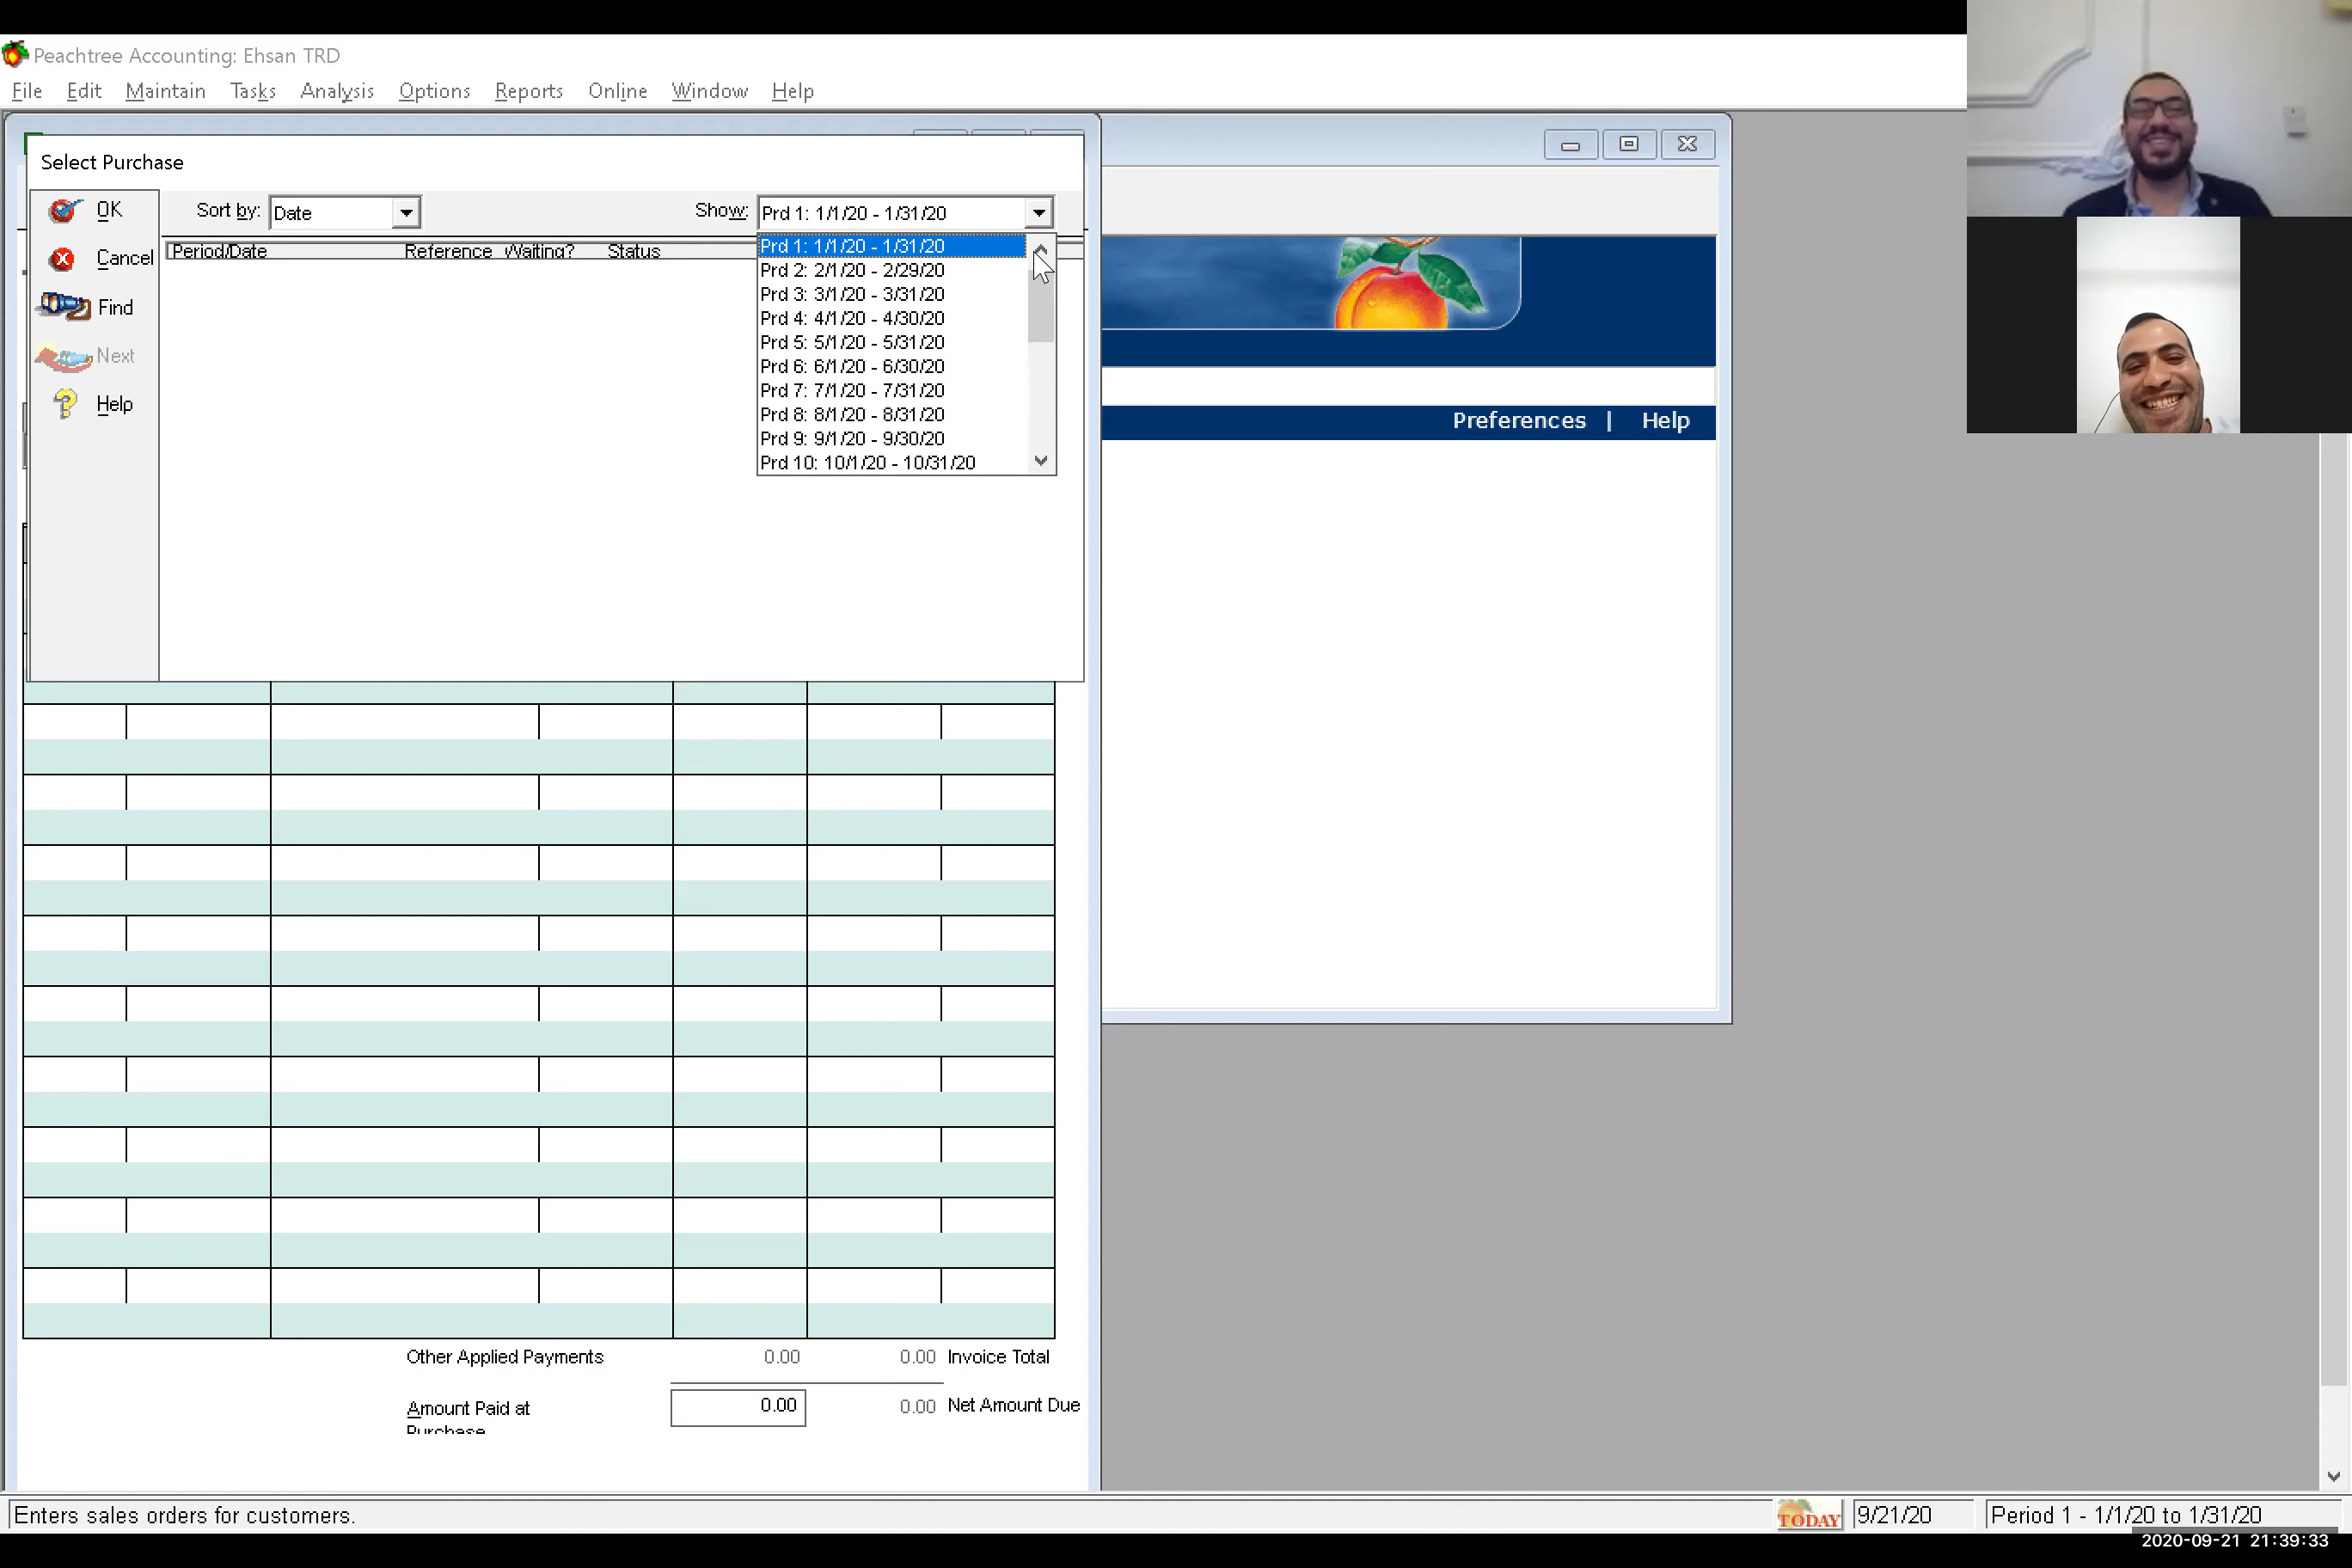 Peachtree Accounting: Ehsan TRD
File Edit Maintain Tasks Analysis Options Reports Online Window Help
Select Purchase
OK
Cancel
Find
Next
Help
Sort by: Date
Show: Prd 1: 1/1/20 - 1/31/20
Period/Date Reference Waiting? Status
Prd 1: 1/1/20 - 1/31/20
Prd 2: 2/1/20 - 2/29/20
Prd 3: 3/1/20 - 3/31/20
Prd 4: 4/1/20 - 4/30/20
Prd 5: 5/1/20 - 5/31/20
Prd 6: 6/1/20 - 6/30/20
Prd 7: 7/1/20 - 7/31/20
Prd 8: 8/1/20 - 8/31/20
Prd 9: 9/1/20 - 9/30/20
Prd 10: 10/1/20 - 10/31/20
Preferences | Help
Other Applied Payments 0.00 0.00 Invoice Total
Amount Paid at 0.00 0.00 Net Amount Due
Purchase
Enters sales orders for customers.
TODAY 9/21/20 Period 1 - 1/1/20 to 1/31/20
2020-09-21 21:39:33